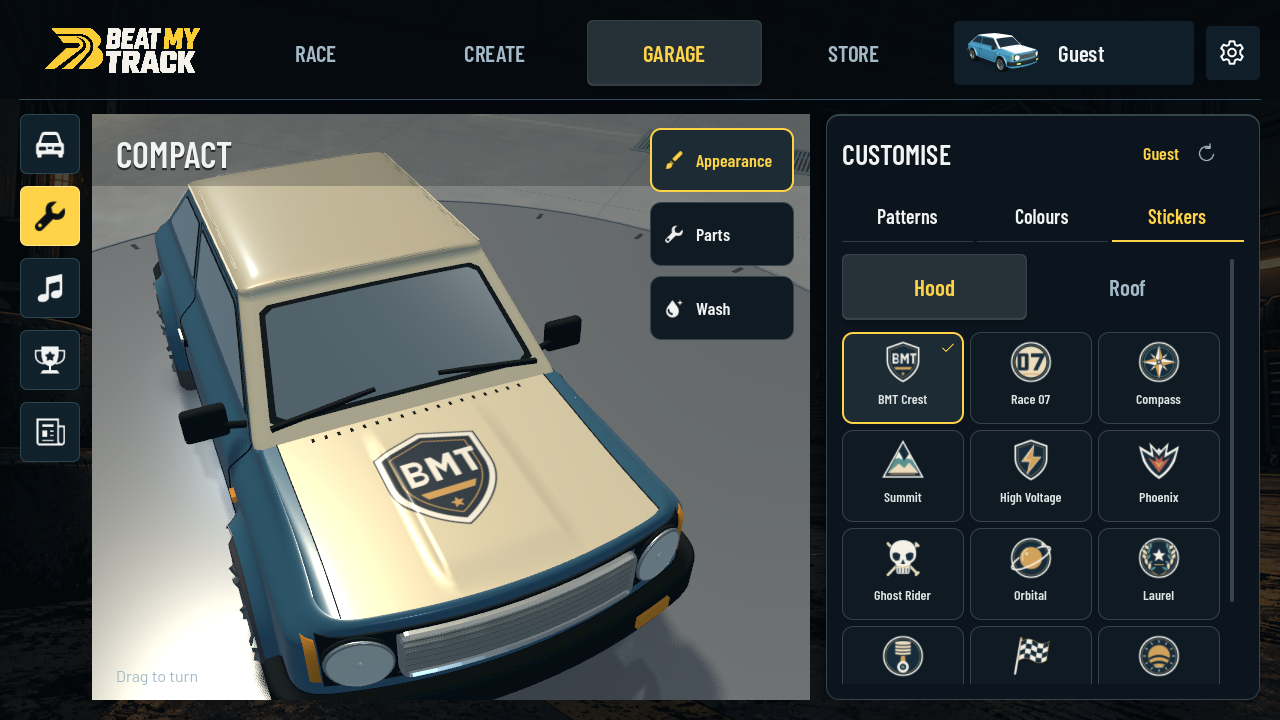 BEAT MY
TRACK
RACE
CREATE
GARAGE
STORE
Guest
COMPACT
Appearance
Parts
Wash
BMT
Drag to turn
CUSTOMISE
Guest
Patterns
Colours
Stickers
Hood
Roof
BMT
BMT Crest
07
Race 07
Compass
Summit
High Voltage
Phoenix
Ghost Rider
Orbital
Laurel